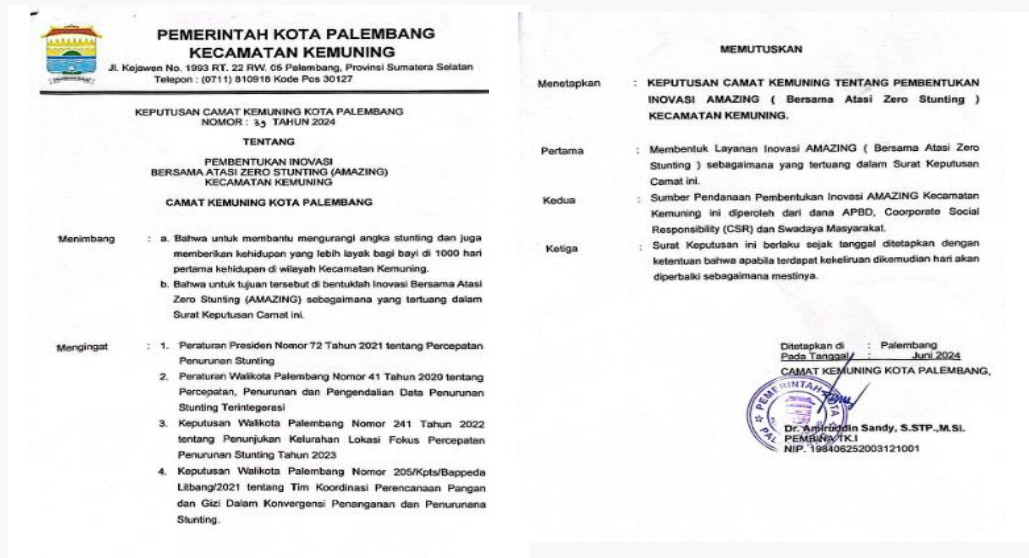 PEMERINTAH KOTA PALEMBANG
KECAMATAN KEMUNING
Jl. Kejawen No. 1993 RT. 22 RW. 05 Palembang, Provinsi Sumatera Selatan
Telepon : (0711) 810918 Kode Pos 30127
KEPUTUSAN CAMAT KEMUNING KOTA PALEMBANG
NOMOR : 39 TAHUN 2024
TENTANG
PEMBENTUKAN INOVASI
BERSAMA ATASI ZERO STUNTING (AMAZING)
KECAMATAN KEMUNING
CAMAT KEMUNING KOTA PALEMBANG
Menimbang : a. Bahwa untuk membantu mengurangi angka stunting dan juga
memberikan kehidupan yang lebih layak bagi bayi di 1000 hari
pertama kehidupan di wilayah Kecamatan Kemuning.
b. Bahwa untuk tujuan tersebut di bentuklah Inovasi Bersama Atasi
Zero Stunting (AMAZING) sebagaimana yang tertuang dalam
Surat Keputusan Camat ini.
Mengingat : 1. Peraturan Presiden Nomor 72 Tahun 2021 tentang Percepatan
Penurunan Stunting
2. Peraturan Walikota Palembang Nomor 41 Tahun 2020 tentang
Percepatan, Penurunan dan Pengendalian Data Penurunan
Stunting Terintegerasi
3. Keputusan Walikota Palembang Nomor 241 Tahun 2022
tentang Penunjukan Kelurahan Lokasi Fokus Percepatan
Penurunan Stunting Tahun 2023
4. Keputusan Walikota Palembang Nomor 205/Kpts/Bappeda
Litbang/2021 tentang Tim Koordinasi Perencanaan Pangan
dan Gizi Dalam Konvergensi Penanganan dan Penurunana
Stunting.
MEMUTUSKAN
Menetapkan : KEPUTUSAN CAMAT KEMUNING TENTANG PEMBENTUKAN
INOVASI AMAZING ( Bersama Atasi Zero Stunting )
KECAMATAN KEMUNING.
Pertama : Membentuk Layanan Inovasi AMAZING ( Bersama Atasi Zero
Stunting ) sebagaimana yang tertuang dalam Surat Keputusan
Camat ini.
Kedua : Sumber Pendanaan Pembentukan Inovasi AMAZING Kecamatan
Kemuning ini diperoleh dari dana APBD, Coorporate Social
Responsibility (CSR) dan Swadaya Masyarakat.
Ketiga : Surat Keputusan ini berlaku sejak tanggal ditetapkan dengan
ketentuan bahwa apabila terdapat kekeliruan dikemudian hari akan
diperbalki sebagaimana mestinya.
Ditetapkan di : Palembang
Pada Tanggal : Juni 2024
CAMAT KEMUNING KOTA PALEMBANG,
PEMERINTAH KOTA
Dr. Amiruddin Sandy, S.STP.,M.Si.
PEMBINA TK.I
NIP. 198406252003121001